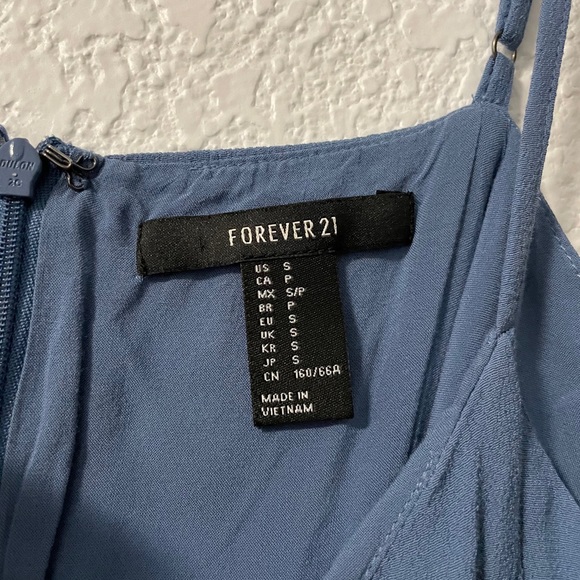 FOREVER 21
US S
CA P
MX S/P
BR P
EU S
UK S
KR S
JP S
CN 160/66A
MADE IN
VIETNAM